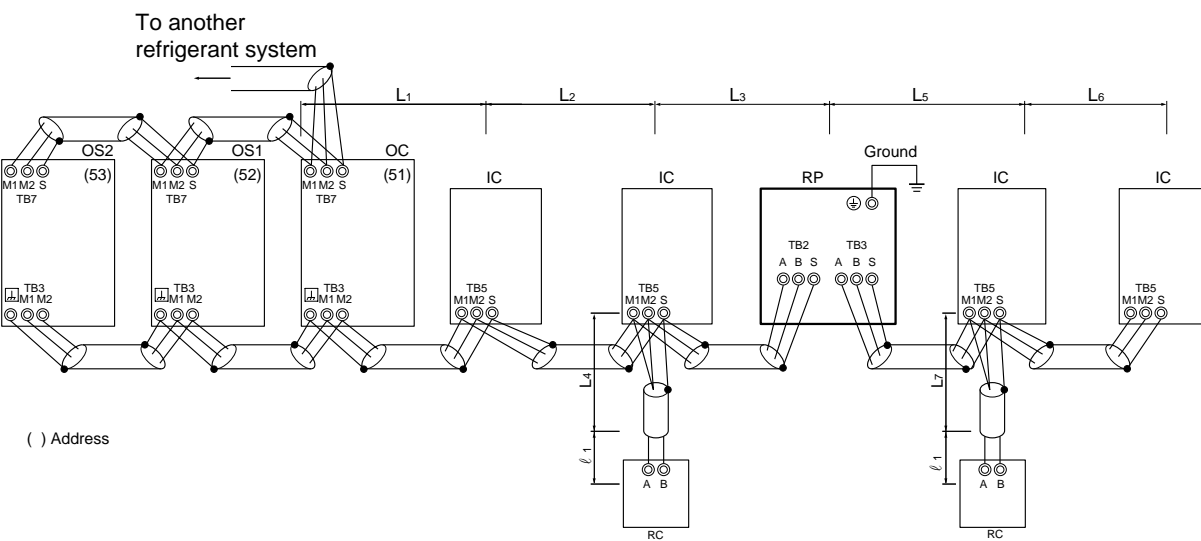 To another
refrigerant system
L1 L2 L3 L5 L6
OS2 OS1 OC Ground
(53) (52) (51) IC IC RP IC IC
M1 M2 S M1 M2 S M1 M2 S
TB7 TB7 TB7
TB2 TB3
A B S A B S
TB3 TB3 TB3 TB5 TB5 TB5 TB5
M1 M2 M1 M2 M1 M2 M1 M2 S M1 M2 S M1 M2 S M1 M2 S
L4 L7
( ) Address
ℓ1 ℓ1
A B A B
RC RC